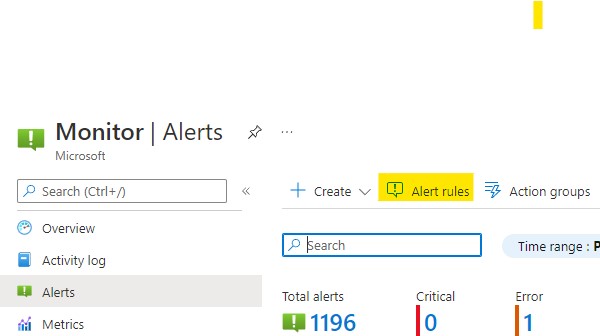 Monitor | Alerts
Microsoft
Search (Ctrl+/)
Create
Alert rules
Action groups
Overview
Search
Time range : P
Activity log
Alerts
Total alerts
Critical
Error
1196
0
1
Metrics